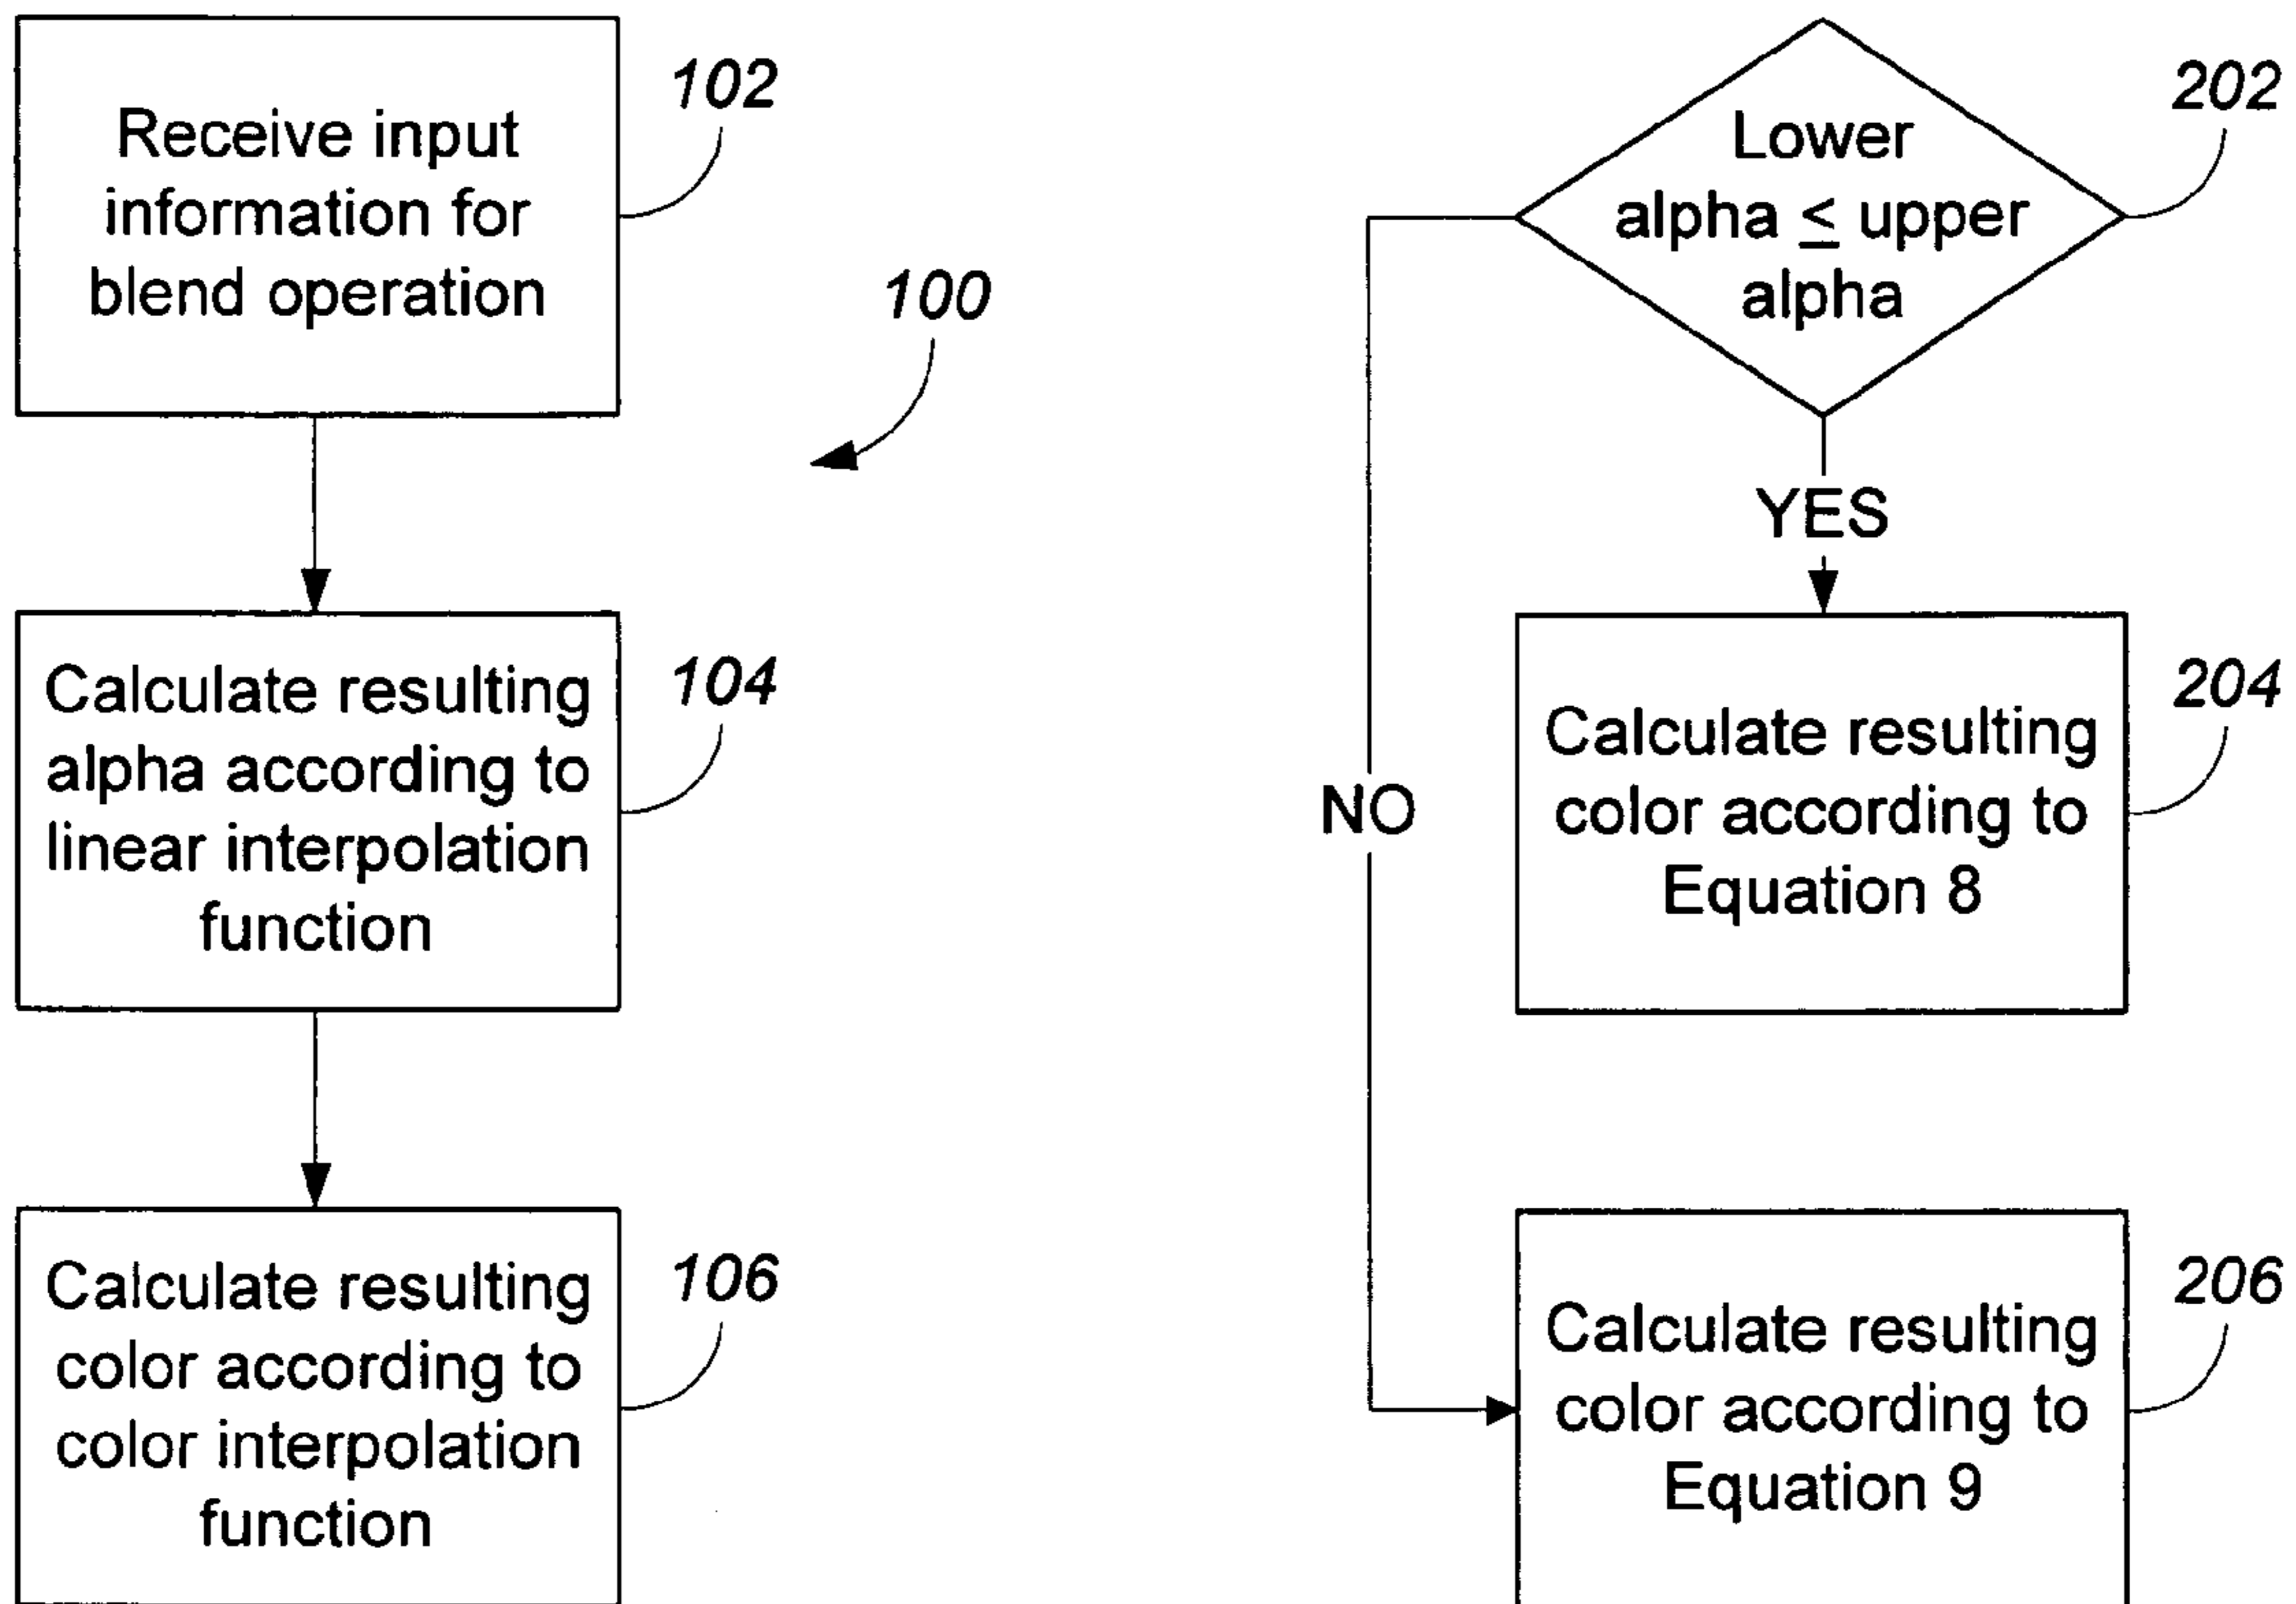 Receive input
information for
blend operation
102
100
Calculate resulting
alpha according to
linear interpolation
function
104
Calculate resulting
color according to
color interpolation
function
106
Lower
alpha ≤ upper
alpha
202
YES
NO
Calculate resulting
color according to
Equation 8
204
Calculate resulting
color according to
Equation 9
206